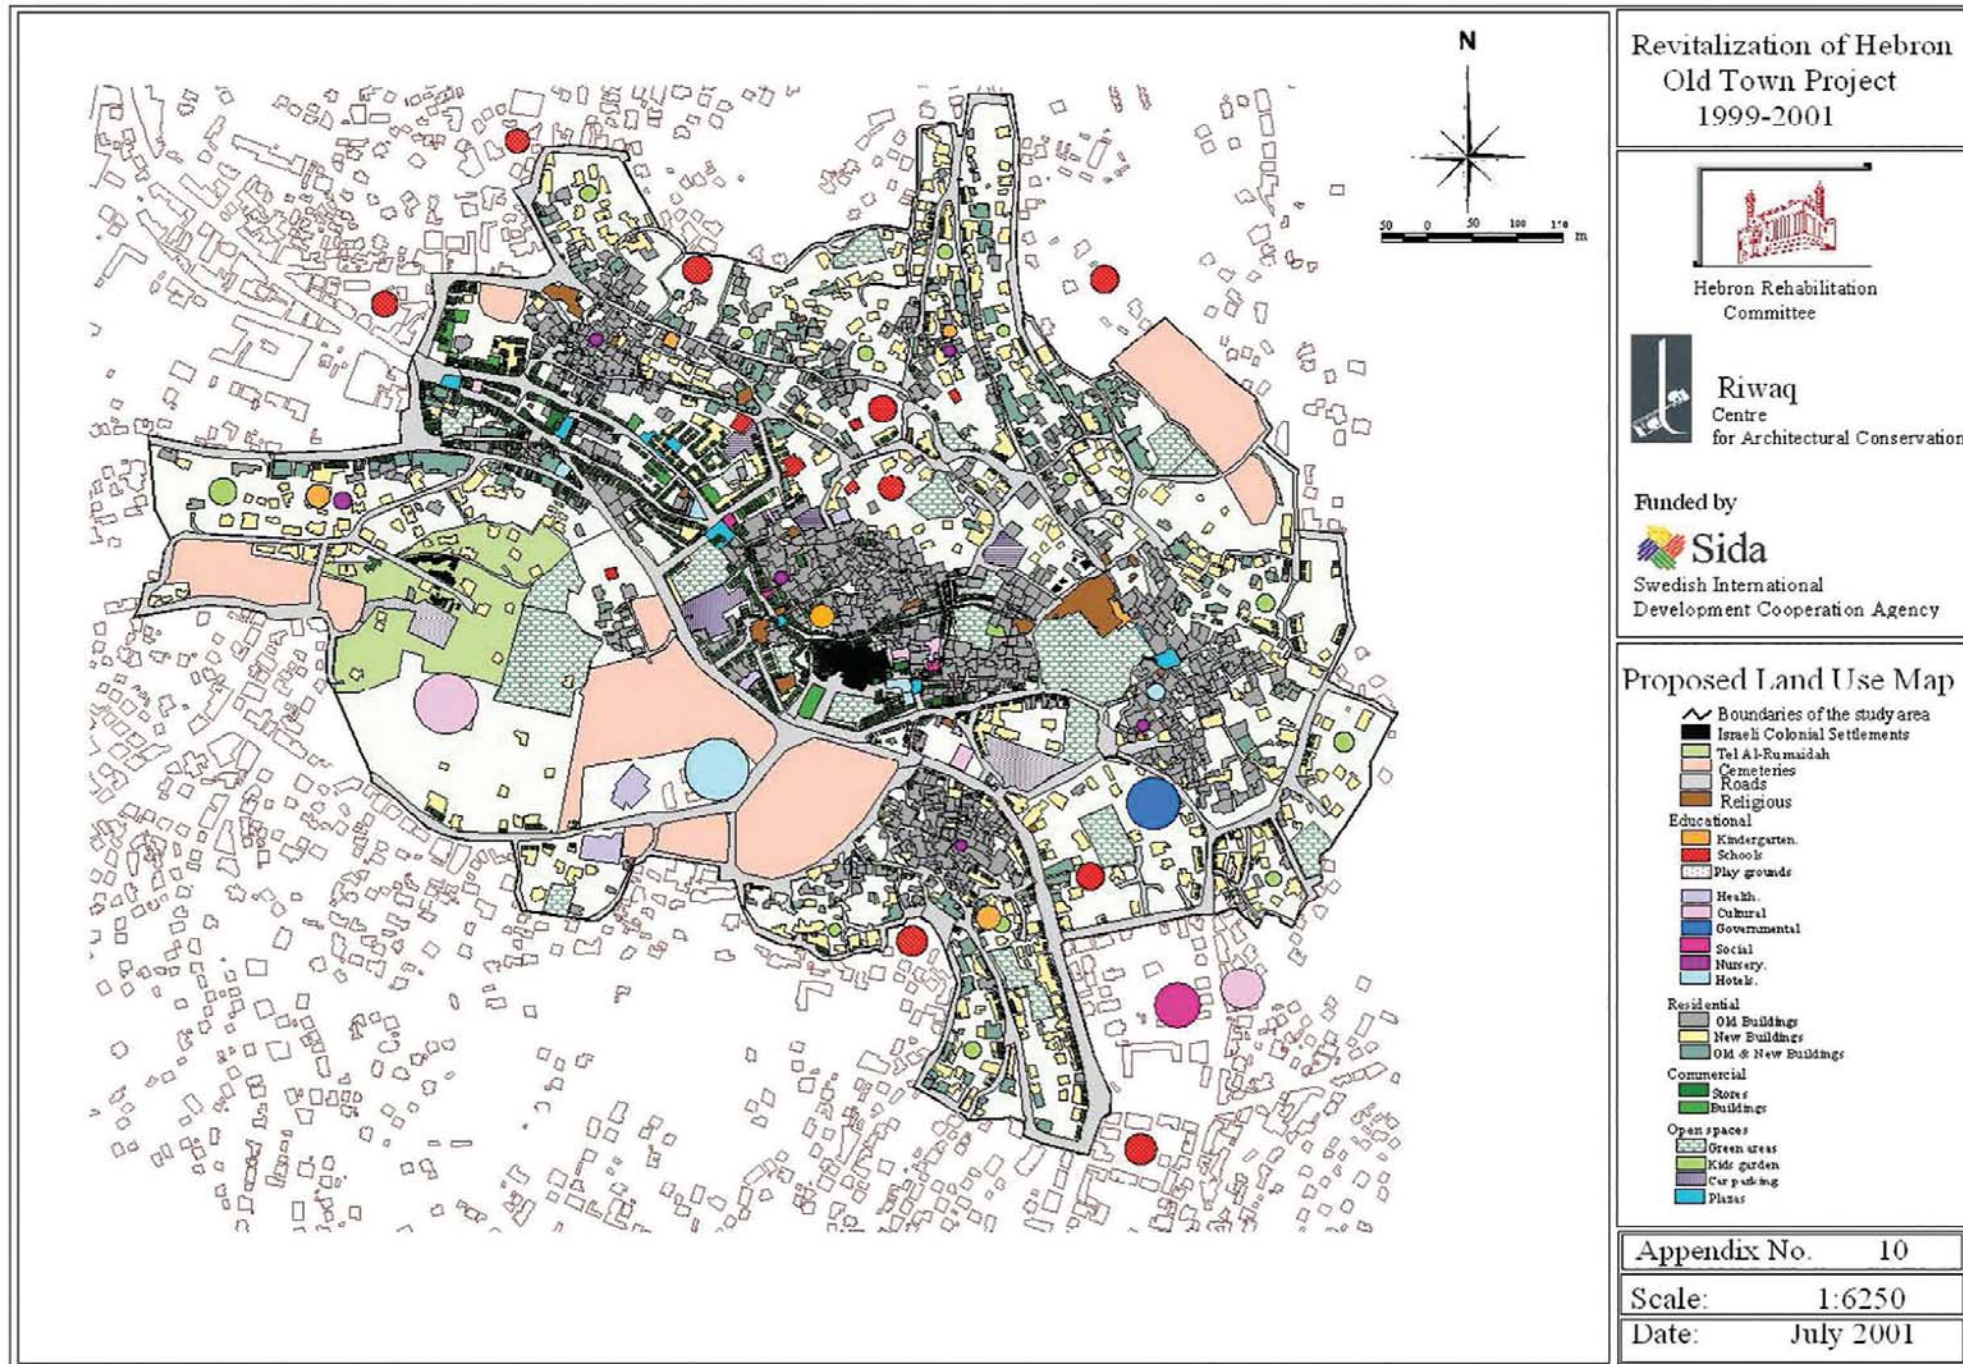 N
50 0 50 100 150 m
Revitalization of Hebron
Old Town Project
1999-2001
Hebron Rehabilitation
Committee
Riwaq
Centre
for Architectural Conservation
Funded by
Sida
Swedish International
Development Cooperation Agency
Proposed Land Use Map
Boundaries of the study area
Israeli Colonial Settlements
Tel Al-Rumaidah
Cemeteries
Roads
Religious
Educational
Kindergarten.
Schools
Play grounds
Health.
Cultural
Governmental
Social
Nursery.
Hotels.
Residential
Old Buildings
New Buildings
Old & New Buildings
Commercial
Stores
Buildings
Open spaces
Green areas
Kids garden
Car parking
Plazas
Appendix No. 10
Scale: 1:6250
Date: July 2001